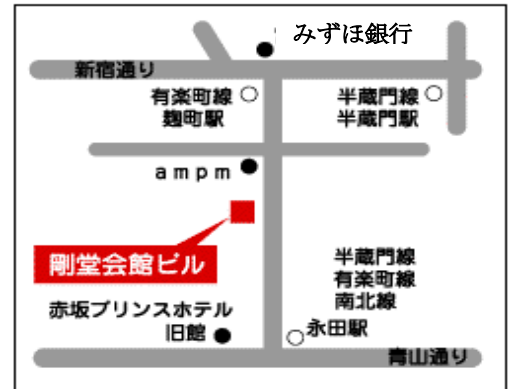 みずほ銀行
新宿通り
有楽町線
麹町駅
半蔵門線
半蔵門駅
ampm
剛堂会館ビル
半蔵門線
有楽町線
南北線
永田駅
赤坂プリンスホテル
旧館
青山通り